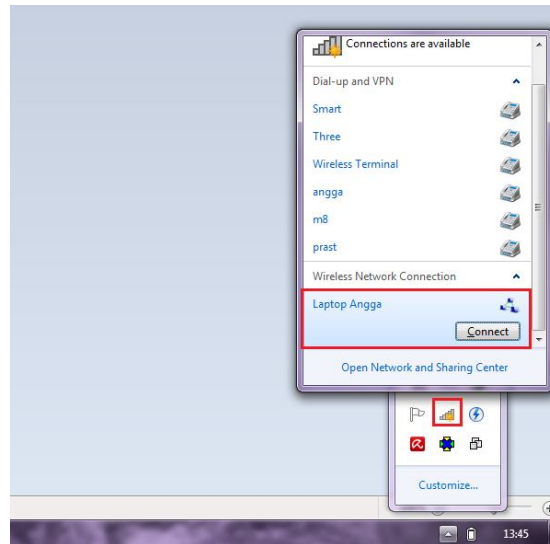 Connections are available
Dial-up and VPN
Smart
Three
Wireless Terminal
angga
m8
prast
Wireless Network Connection
Laptop Angga
Connect
Open Network and Sharing Center
Customize...
13:45